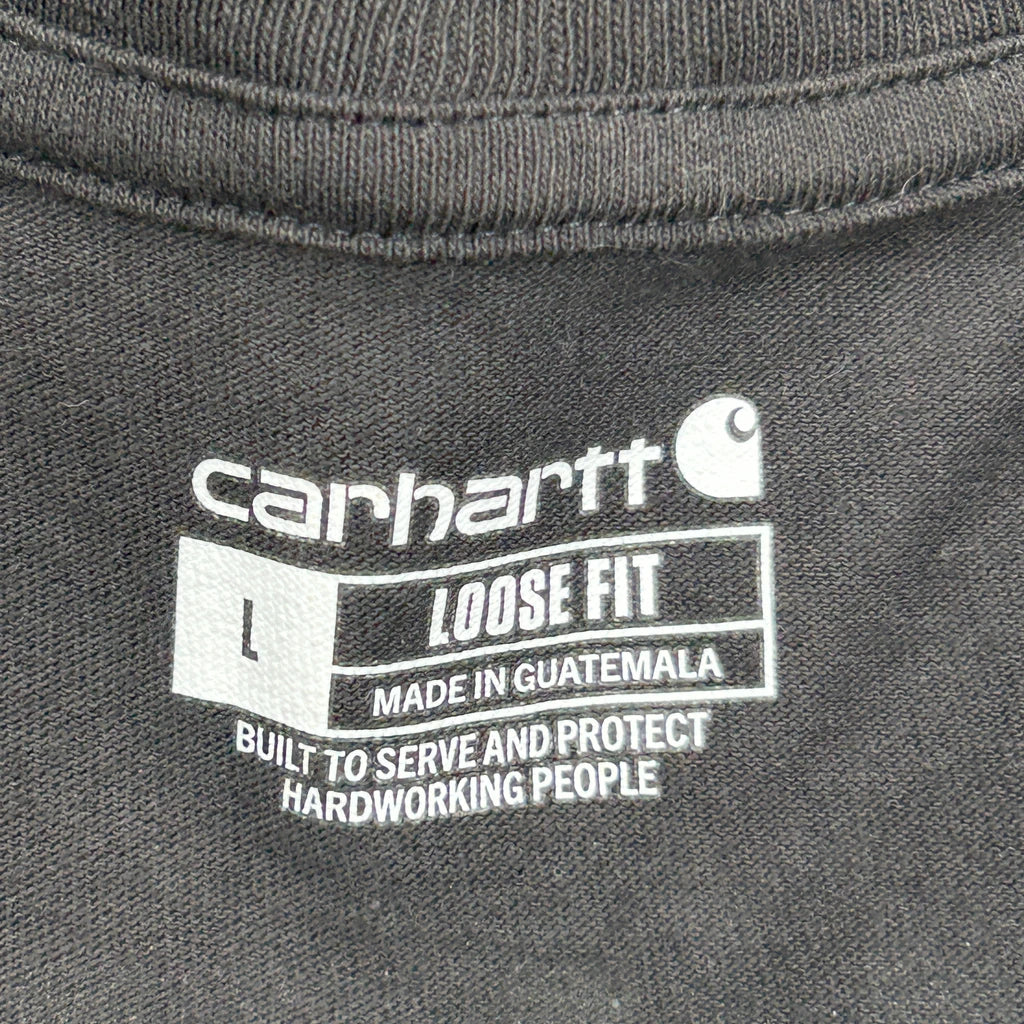 carhartt
L
LOOSE FIT
MADE IN GUATEMALA
BUILT TO SERVE AND PROTECT
HARDWORKING PEOPLE